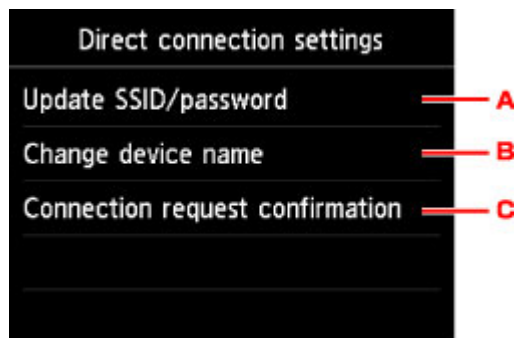 Direct connection settings
Update SSID/password
A
Change device name
B
Connection request confirmation
C